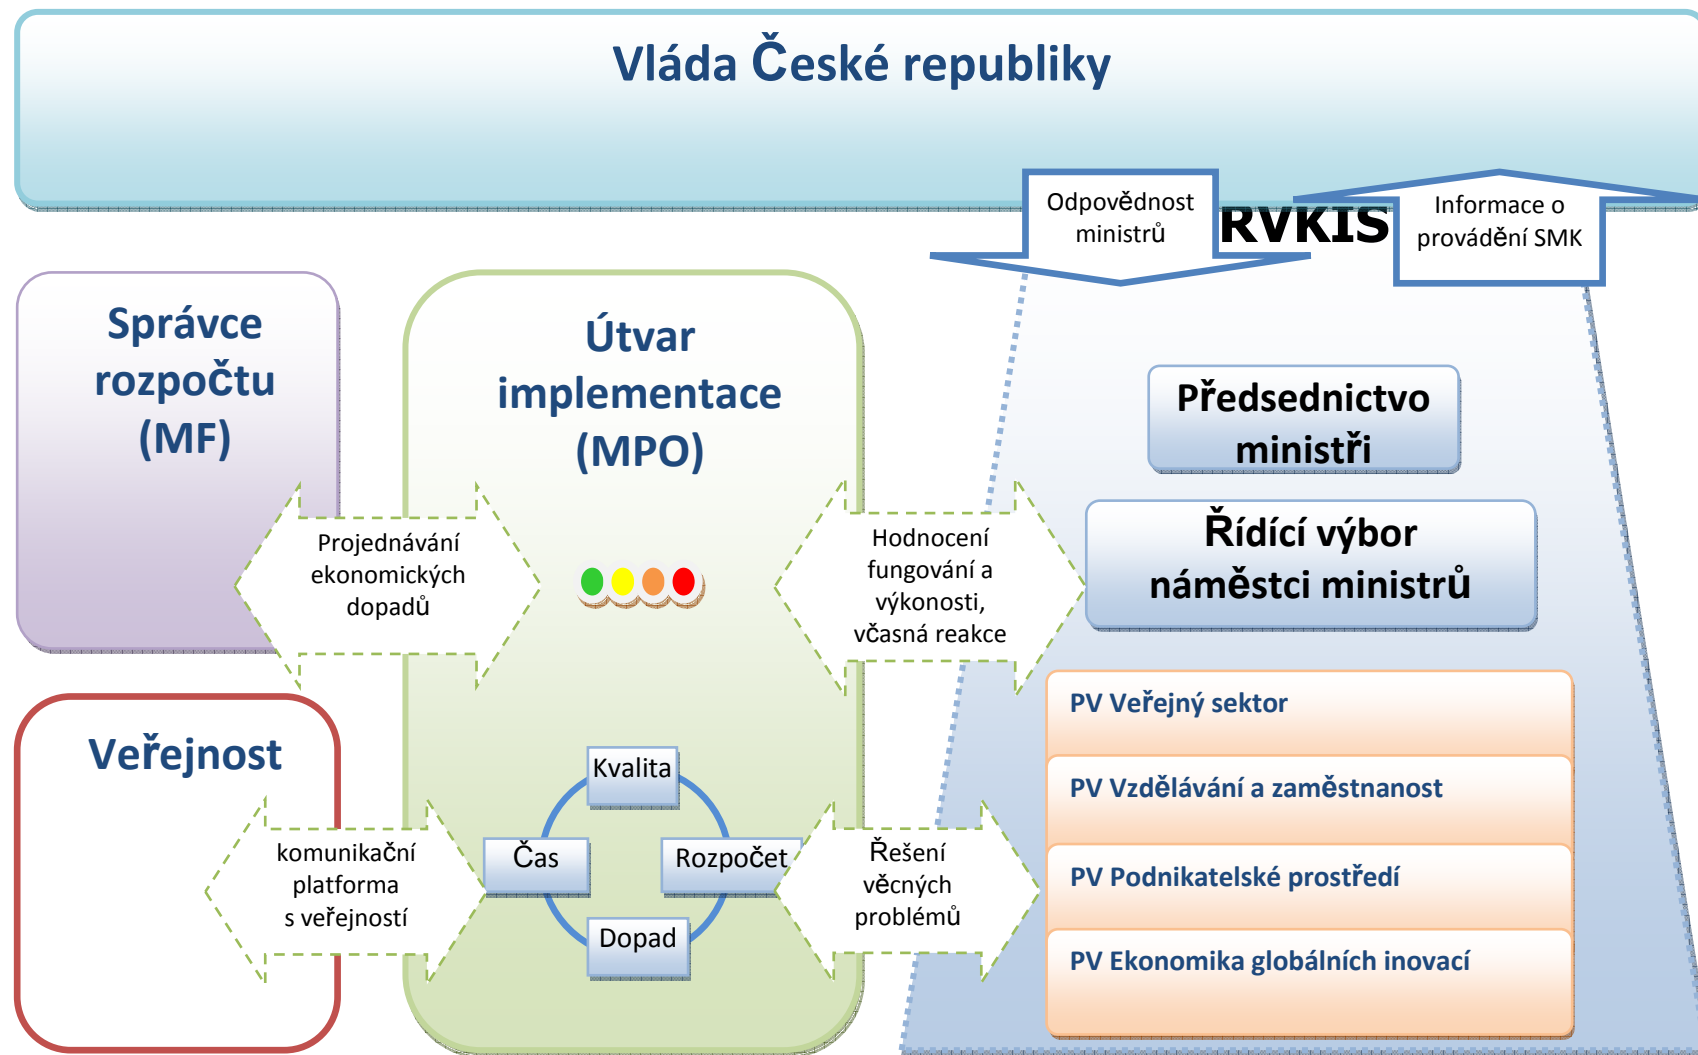 Vláda České republiky
Odpovědnost
ministrů
RVKIS
Informace o
provádění SMK
Správce
rozpočtu
(MF)
Útvar
implementace
(MPO)
Předsednictvo
ministři
Řídící výbor
náměstci ministrů
Projednávání
ekonomických
dopadů
Hodnocení
fungování a
výkonosti,
včasná reakce
PV Veřejný sektor
PV Vzdělávání a zaměstnanost
PV Podnikatelské prostředí
PV Ekonomika globálních inovací
Veřejnost
komunikační
platforma
s veřejností
Kvalita
Čas
Rozpočet
Dopad
Řešení
věcných
problémů